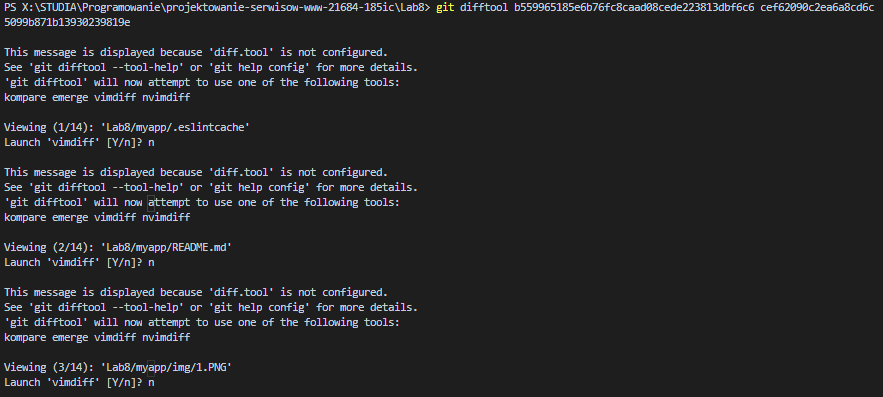 PS X:\STUDIA\Programowanie\projektowanie-serwisow-www-21684-185ic\Lab8> git difftool b559965185e6b76fc8caad08cede223813dbf6c6 cef62090c2ea6a8cd6c
5099b871b13930239819e
This message is displayed because 'diff.tool' is not configured.
See 'git difftool --tool-help' or 'git help config' for more details.
'git difftool' will now attempt to use one of the following tools:
kompare emerge vimdiff nvimdiff
Viewing (1/14): 'Lab8/myapp/.eslintcache'
Launch 'vimdiff' [Y/n]? n
This message is displayed because 'diff.tool' is not configured.
See 'git difftool --tool-help' or 'git help config' for more details.
'git difftool' will now attempt to use one of the following tools:
kompare emerge vimdiff nvimdiff
Viewing (2/14): 'Lab8/myapp/README.md'
Launch 'vimdiff' [Y/n]? n
This message is displayed because 'diff.tool' is not configured.
See 'git difftool --tool-help' or 'git help config' for more details.
'git difftool' will now attempt to use one of the following tools:
kompare emerge vimdiff nvimdiff
Viewing (3/14): 'Lab8/myapp/img/1.PNG'
Launch 'vimdiff' [Y/n]? n